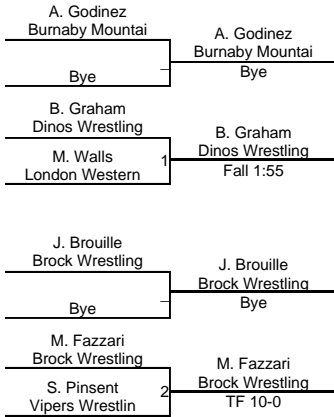 A. Godinez
Burnaby Mountai
Bye
A. Godinez
Burnaby Mountai
Bye
B. Graham
Dinos Wrestling
M. Walls
London Western
1
B. Graham
Dinos Wrestling
Fall 1:55
J. Brouille
Brock Wrestling
Bye
J. Brouille
Brock Wrestling
Bye
M. Fazzari
Brock Wrestling
S. Pinsent
Vipers Wrestlin
2
M. Fazzari
Brock Wrestling
TF 10-0